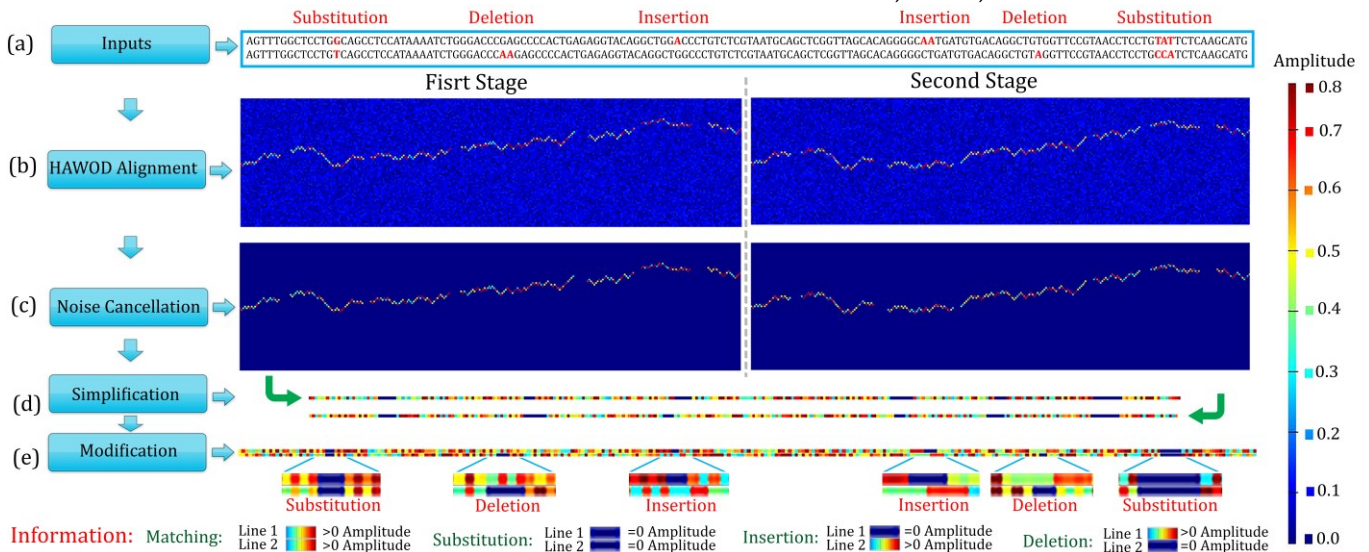 Substitution Deletion Insertion Insertion Deletion Substitution
(a) Inputs
AGTTTGGCTCCTGGCAGCCTCCATAAAATCTGGGACCCGAGCCCCACTGAGAGGTACAGGGCTGGACCCTGTCTCGTAATGCAGCTCGGTTAGCACAGGGGCAATGATGTGACAGGCTGTGGTTCCGTAACCTCCTGTATTCTCAAGCATG
AGTTTGGCTCCTGTCAGCCTCCATAAAATCTGGGACCCAAGAGCCCCACTGAGAGGTACAGGCTGGCCCTGTCTCGTAATGCAGCTCGGTTAGCACAGGGGCTGATGTGACAGGCTGTAGGTTCCGTAACCTCCTGCCATCTCAAGCATG
Amplitude
Fisrt Stage Second Stage
(b) HAWOD Alignment
(c) Noise Cancellation
(d) Simplification
(e) Modification
0.8
0.7
0.6
0.5
0.4
0.3
0.2
0.1
0.0
Substitution Deletion Insertion Insertion Deletion Substitution
Information: Matching: Line 1 >0 Amplitude
Line 2 >0 Amplitude
Substitution: Line 1 =0 Amplitude
Line 2 =0 Amplitude
Insertion: Line 1 =0 Amplitude
Line 2 >0 Amplitude
Deletion: Line 1 >0 Amplitude
Line 2 =0 Amplitude